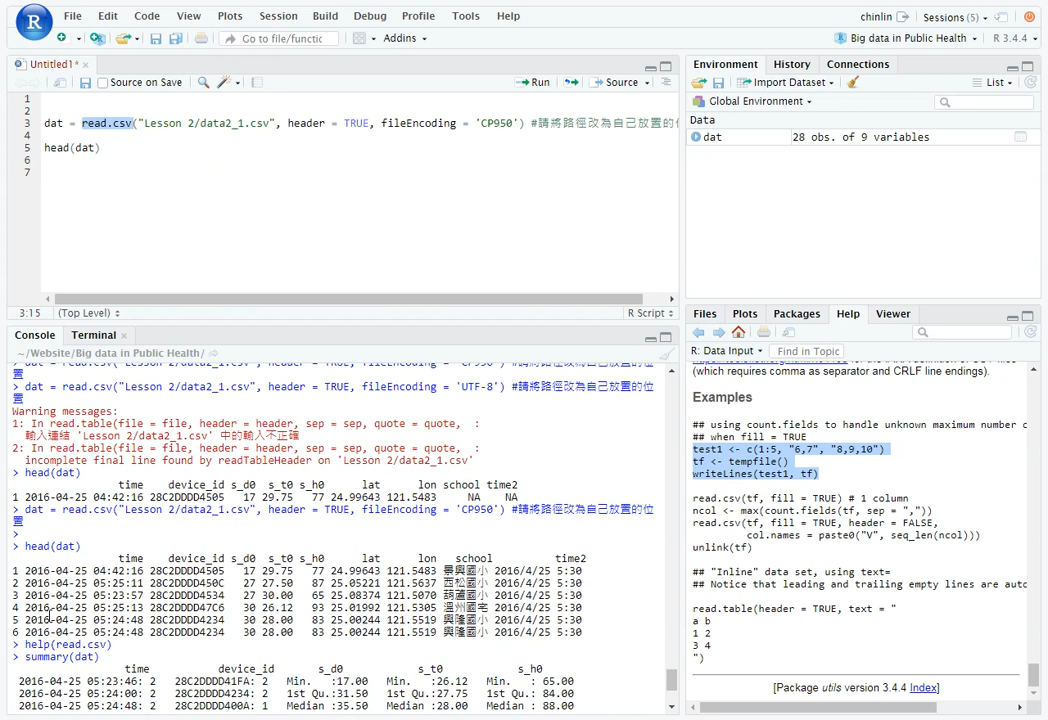 File Edit Code View Plots Session Build Debug Profile Tools Help
chinlin Sessions (5)
Go to file/functic Addins
Big data in Public Health R 3.4.4
Untitled1*
Source on Save Run Source
1
2
3 dat = read.csv("Lesson 2/data2_1.csv", header = TRUE, fileEncoding = 'CP950') #請將路徑改為自己放置的位
4
5 head(dat)
6
7
3:15 (Top Level) R Script
Console Terminal
~/Website/Big data in Public Health/
> dat = read.csv("Lesson 2/data2_1.csv", header = TRUE, fileEncoding = 'CP950') #請將路徑改為自己放置的位
置
> dat = read.csv("Lesson 2/data2_1.csv", header = TRUE, fileEncoding = 'UTF-8') #請將路徑改為自己放置的位
置
Warning messages:
1: In read.table(file = file, header = header, sep = sep, quote = quote, :
輸入連結 'Lesson 2/data2_1.csv' 中的輸入不正確
2: In read.table(file = file, header = header, sep = sep, quote = quote, :
incomplete final line found by readTableHeader on 'Lesson 2/data2_1.csv'
> head(dat)
time device_id s_d0 s_t0 s_h0 lat lon school time2
1 2016-04-25 04:42:16 28C2DDDD4505 17 29.75 77 24.99643 121.5483 NA NA
> dat = read.csv("Lesson 2/data2_1.csv", header = TRUE, fileEncoding = 'CP950') #請將路徑改為自己放置的位
置
>
> head(dat)
time device_id s_d0 s_t0 s_h0 lat lon school time2
1 2016-04-25 04:42:16 28C2DDDD4505 17 29.75 77 24.99643 121.5483 景興國小 2016/4/25 5:30
2 2016-04-25 05:25:11 28C2DDDD450C 27 27.50 87 25.05221 121.5637 西松國小 2016/4/25 5:30
3 2016-04-25 05:23:57 28C2DDDD4534 27 30.00 65 25.08374 121.5070 葫蘆國小 2016/4/25 5:30
4 2016-04-25 05:25:13 28C2DDDD47C6 30 26.12 93 25.01992 121.5305 溫州國宅 2016/4/25 5:30
5 2016-04-25 05:24:48 28C2DDDD4234 30 28.00 83 25.00244 121.5519 興隆國小 2016/4/25 5:30
6 2016-04-25 05:24:48 28C2DDDD4234 30 28.00 83 25.00244 121.5519 興隆國小 2016/4/25 5:30
> help(read.csv)
> summary(dat)
time device_id s_d0 s_t0 s_h0
2016-04-25 05:23:46: 2 28C2DDDD41FA: 2 Min. :17.00 Min. :26.12 Min. : 65.00
2016-04-25 05:24:00: 2 28C2DDDD4234: 2 1st Qu.:31.50 1st Qu.:27.75 1st Qu.: 84.00
2016-04-25 05:24:48: 2 28C2DDDD400A: 1 Median :35.50 Median :28.00 Median : 88.00
Environment History Connections
Import Dataset List
Global Environment
Data
dat 28 obs. of 9 variables
Files Plots Packages Help Viewer
R: Data Input Find in Topic
(which requires comma as separator and CRLF line endings).
Examples
## using count.fields to handle unknown maximum number c
## when fill = TRUE
test1 <- c(1:5, "6,7", "8,9,10")
tf <- tempfile()
writeLines(test1, tf)
read.csv(tf, fill = TRUE) # 1 column
ncol <- max(count.fields(tf, sep = ","))
read.csv(tf, fill = TRUE, header = FALSE,
col.names = paste0("V", seq_len(ncol)))
unlink(tf)
## "Inline" data set, using text=
## Notice that leading and trailing empty lines are auto
read.table(header = TRUE, text = "
a b
1 2
3 4
")
[Package utils version 3.4.4 Index]